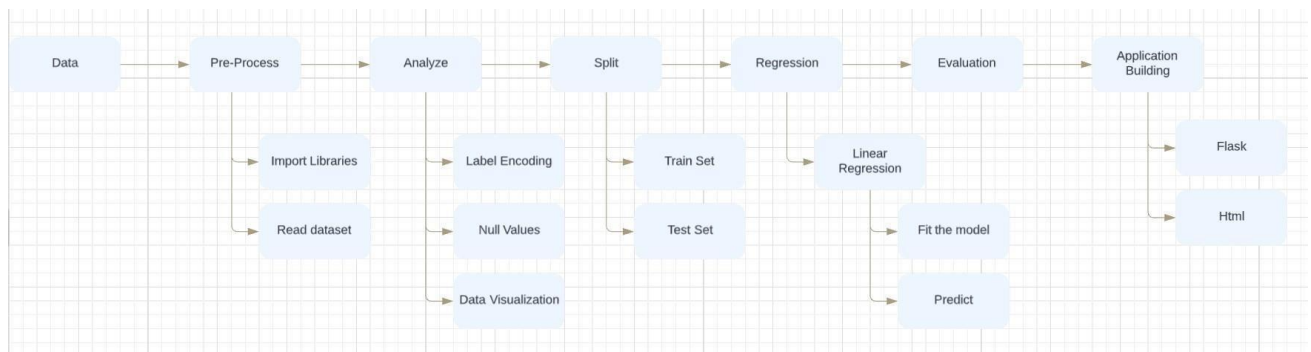 Data
Pre-Process
Analyze
Split
Regression
Evaluation
Application
Building
Import Libraries
Label Encoding
Train Set
Linear
Regression
Flask
Read dataset
Null Values
Test Set
Fit the model
Html
Data Visualization
Predict